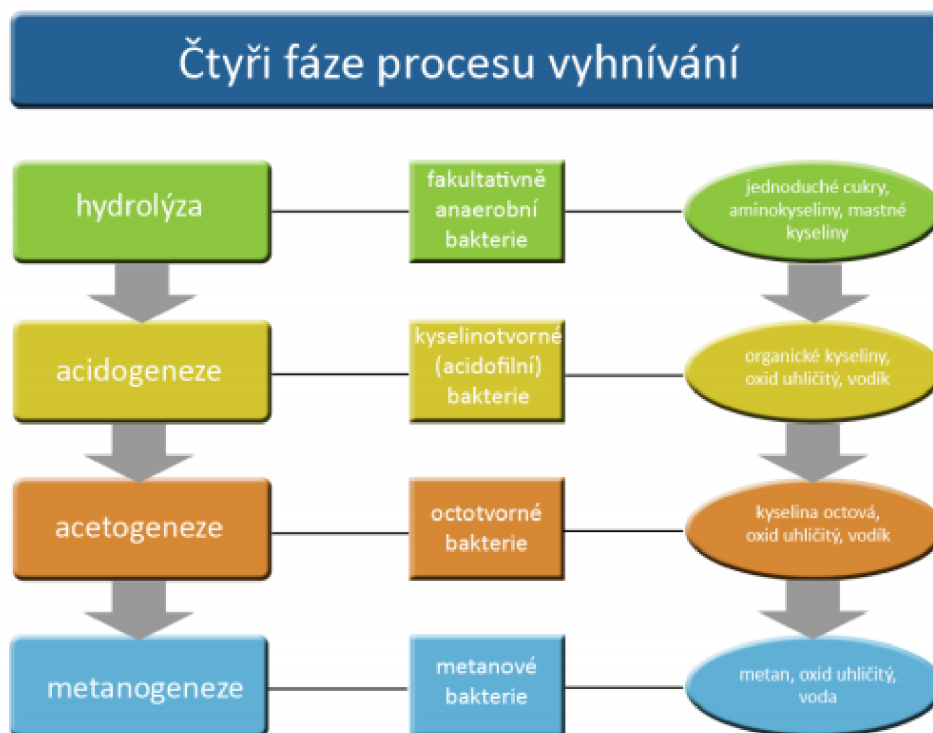 Čtyři fáze procesu vyhnívání
hydrolýza
fakultativně
anaerobní
bakterie
jednoduché cukry,
aminokyseliny, mastné
kyseliny
acidogeneze
kyselinotvorné
(acidofilní)
bakterie
organické kyseliny,
oxid uhličitý, vodík
acetogeneze
octotvorné
bakterie
kyselina octová,
oxid uhličitý, vodík
metanogeneze
metanové
bakterie
metan, oxid uhličitý,
voda